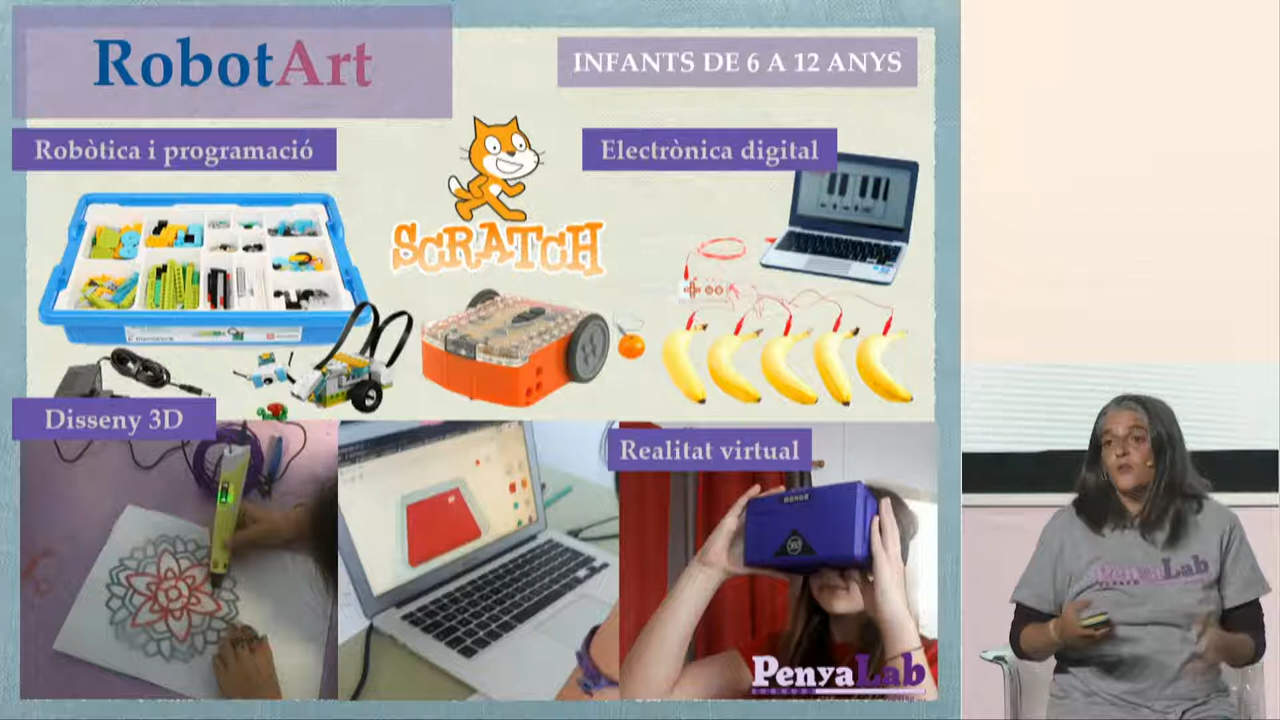 RobotArt
INFANTS DE 6 A 12 ANYS
Robòtica i programació
Electrònica digital
SCRATCH
Disseny 3D
Realitat virtual
PenyaLab
PenyaLab